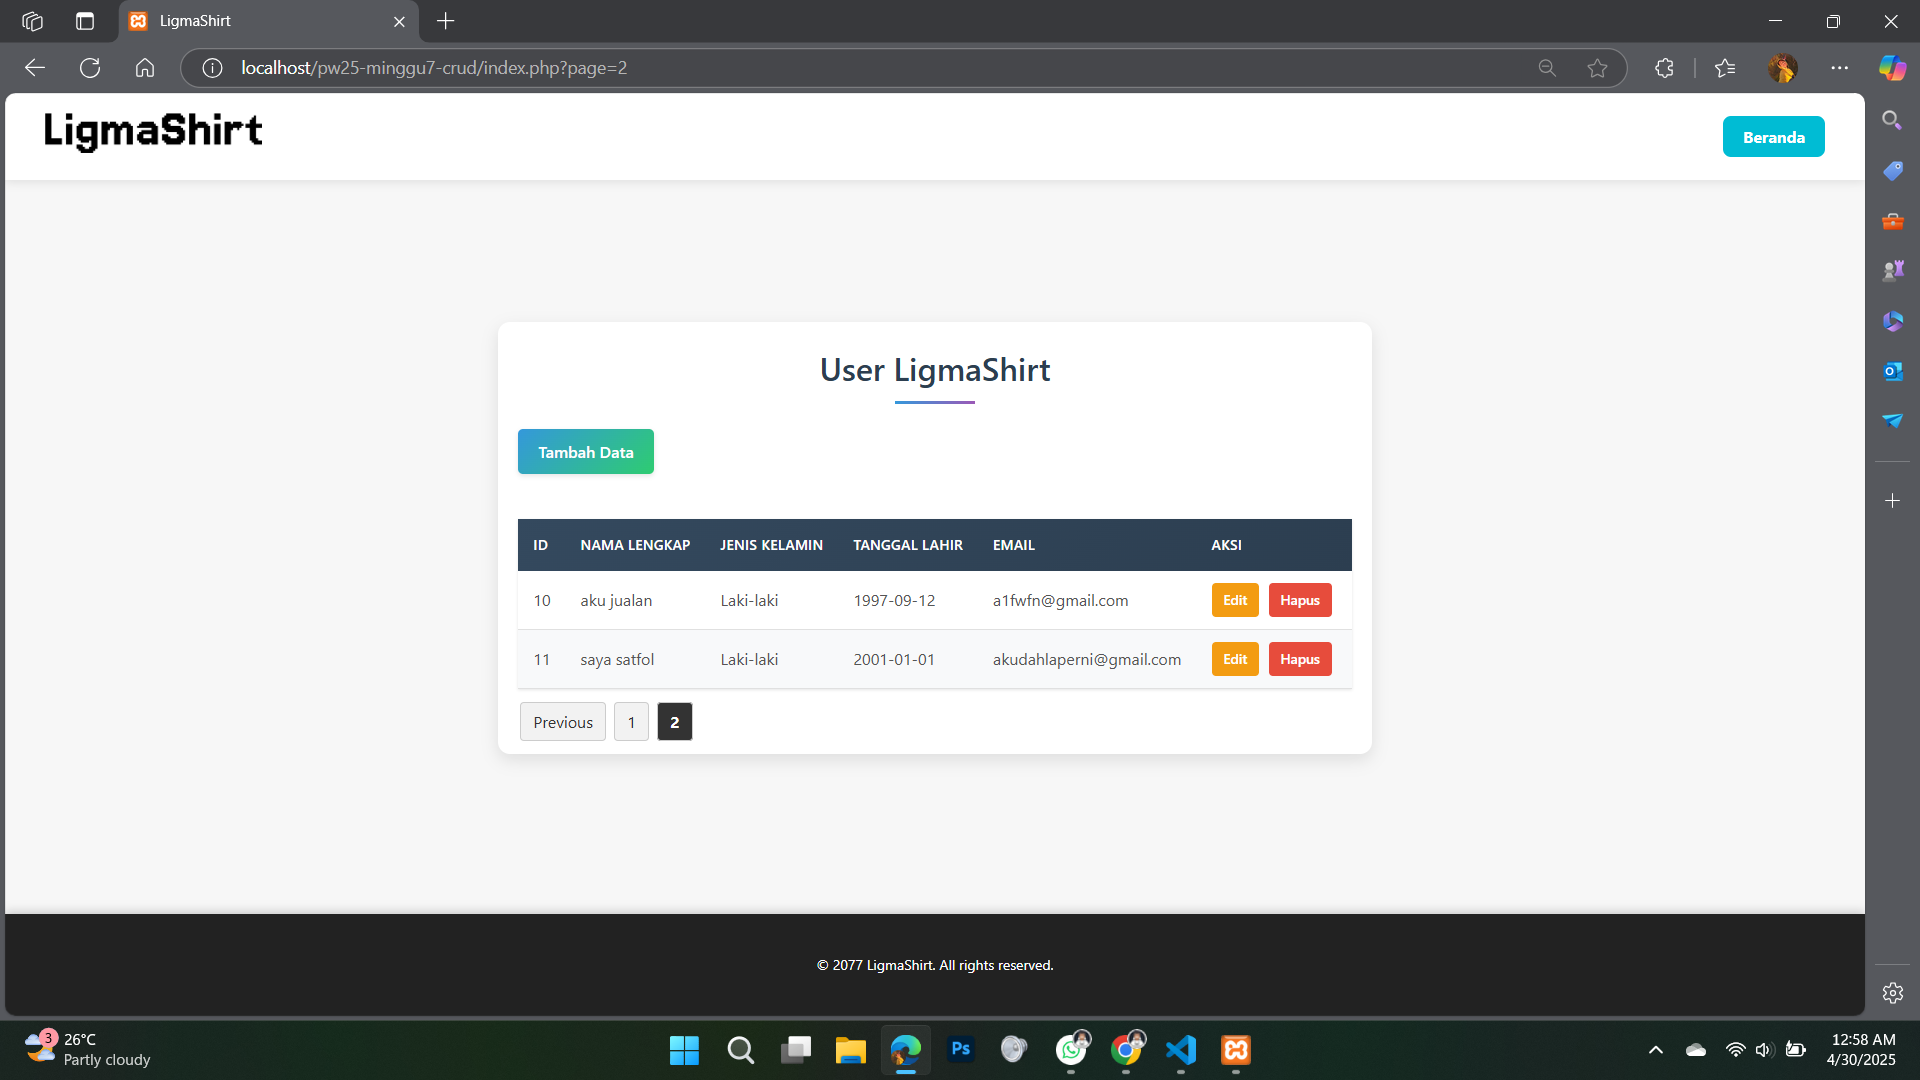 LigmaShirt
localhost/pw25-minggu7-crud/index.php?page=2
LigmaShirt
Beranda
User LigmaShirt
Tambah Data
ID NAMA LENGKAP JENIS KELAMIN TANGGAL LAHIR EMAIL AKSI
10 aku jualan Laki-laki 1997-09-12 a1fwfn@gmail.com Edit Hapus
11 saya satfol Laki-laki 2001-01-01 akudahlaperni@gmail.com Edit Hapus
Previous 1 2
© 2077 LigmaShirt. All rights reserved.
3 26°C
Partly cloudy
Ps
12:58 AM
4/30/2025